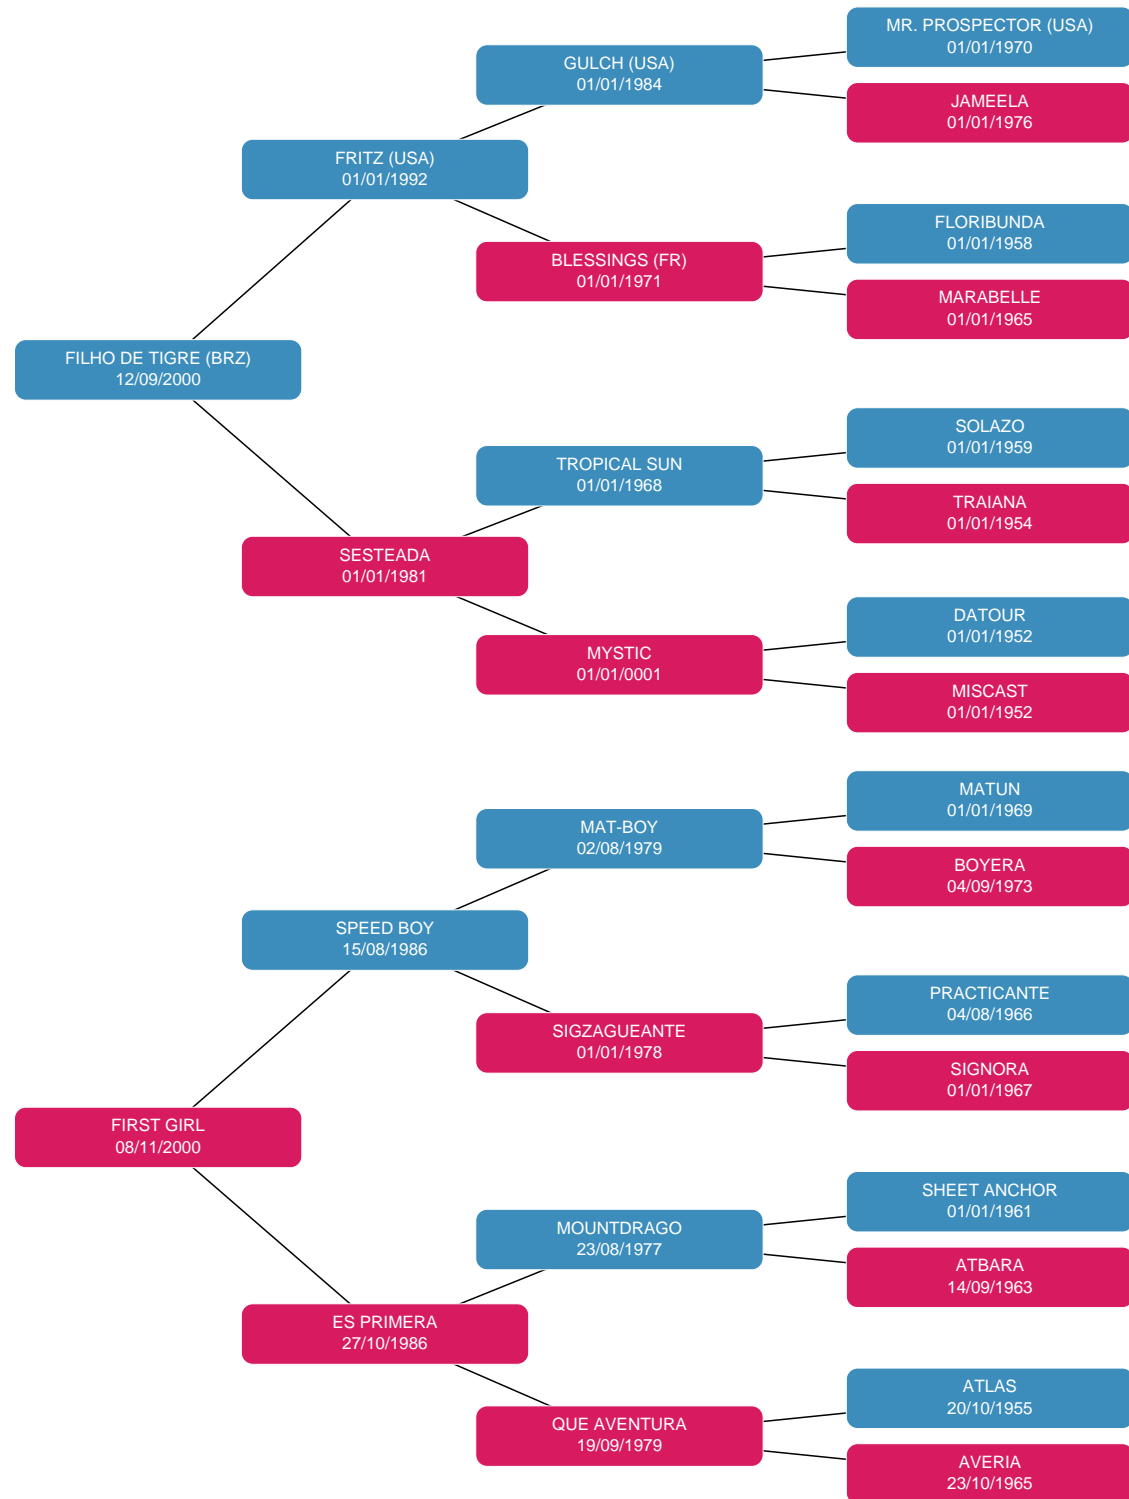 MR. PROSPECTOR (USA)
01/01/1970
GULCH (USA)
01/01/1984
JAMEELA
01/01/1976
FRITZ (USA)
01/01/1992
FLORIBUNDA
01/01/1958
BLESSINGS (FR)
01/01/1971
MARABELLE
01/01/1965
FILHO DE TIGRE (BRZ)
12/09/2000
SOLAZO
01/01/1959
TROPICAL SUN
01/01/1968
TRAIANA
01/01/1954
SESTEADA
01/01/1981
DATOUR
01/01/1952
MYSTIC
01/01/0001
MISCAST
01/01/1952
MATUN
01/01/1969
MAT-BOY
02/08/1979
BOYERA
04/09/1973
SPEED BOY
15/08/1986
PRACTICANTE
04/08/1966
SIGZAGUEANTE
01/01/1978
SIGNORA
01/01/1967
FIRST GIRL
08/11/2000
SHEET ANCHOR
01/01/1961
MOUNTDRAGO
23/08/1977
ATBARA
14/09/1963
ES PRIMERA
27/10/1986
ATLAS
20/10/1955
QUE AVENTURA
19/09/1979
AVERIA
23/10/1965